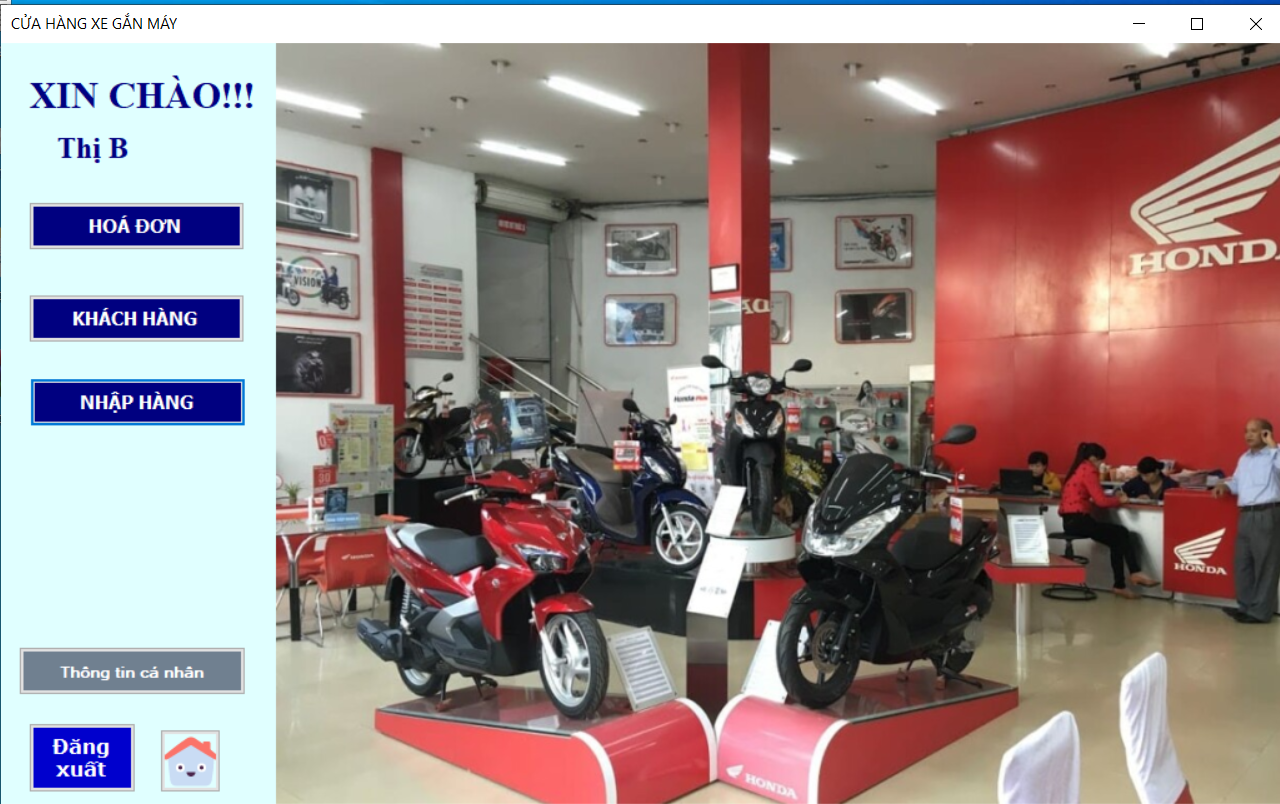 CỬA HÀNG XE GẮN MÁY
XIN CHÀO!!!
Thị B
HOÁ ĐƠN
KHÁCH HÀNG
NHẬP HÀNG
Thông tin cá nhân
Đăng
xuất
HONDA
VISION
HONDA
HONDA
HONDA